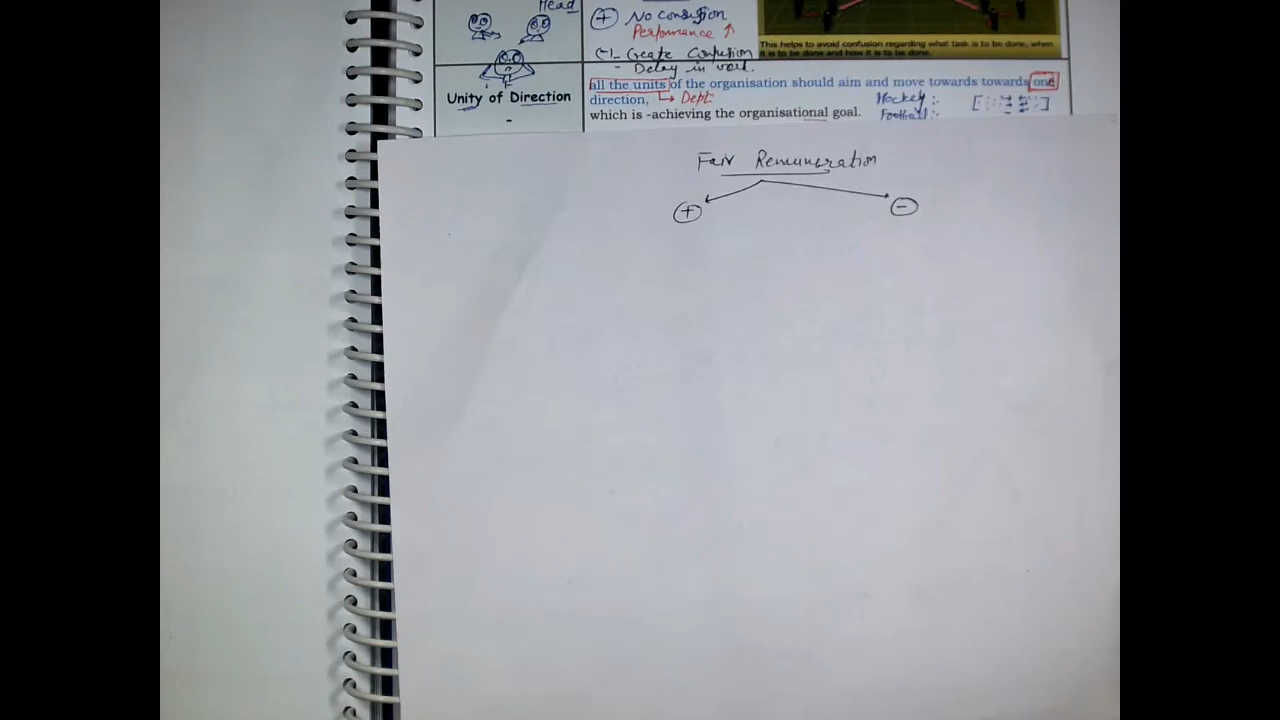 Head
(+) No confusion
Performance ↑
(-) - Create Confusion
- Delay in work.
This helps to avoid confusion regarding what task is to be done, when
it is to be done and how it is to be done.
Unity of Direction
-
all the units of the organisation should aim and move towards towards one
direction, → Dept
which is -achieving the organisational goal.
Hockey :
Football :
Fair Remuneration
(+) (-)